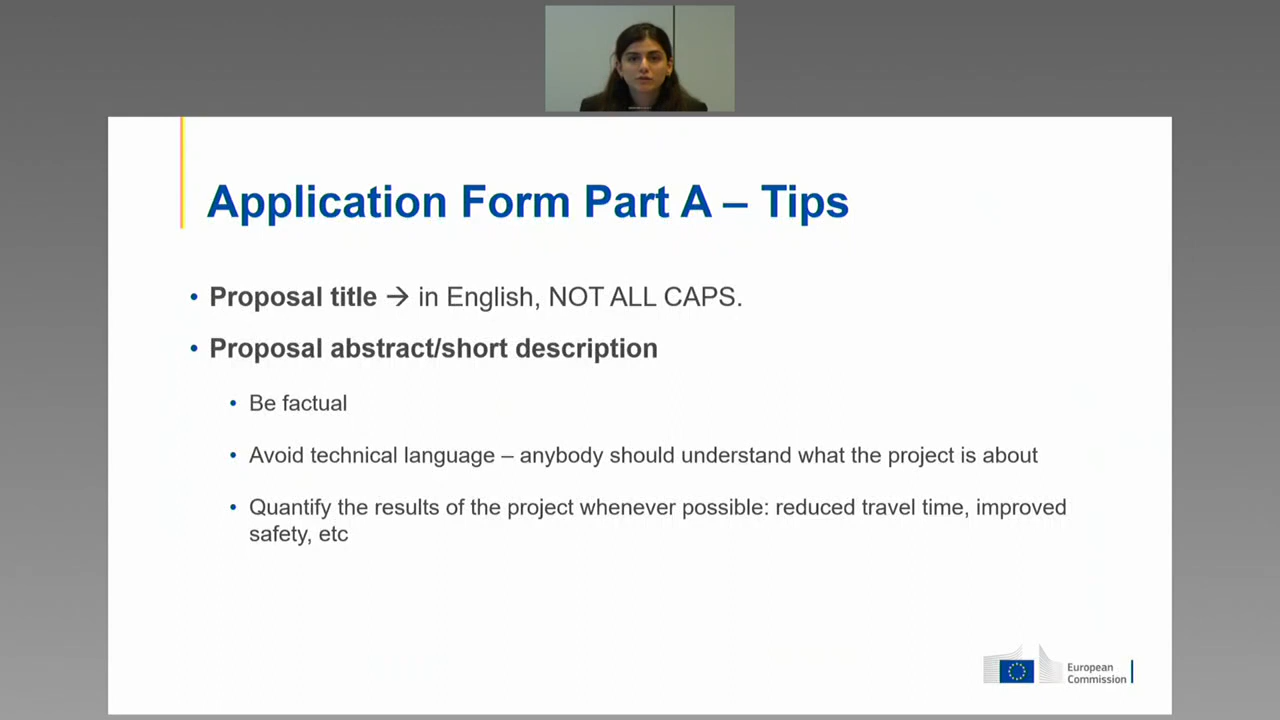 Application Form Part A – Tips
• Proposal title → in English, NOT ALL CAPS.
• Proposal abstract/short description
• Be factual
• Avoid technical language – anybody should understand what the project is about
• Quantify the results of the project whenever possible: reduced travel time, improved
safety, etc
European
Commission